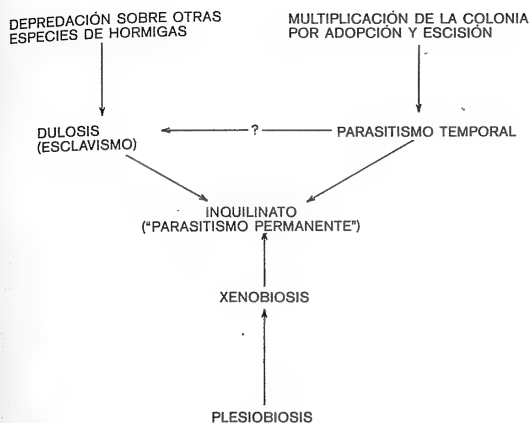 DEPREDACIÓN SOBRE OTRAS
ESPECIES DE HORMIGAS
MULTIPLICACIÓN DE LA COLONIA
POR ADOPCIÓN Y ESCISIÓN
DULOSIS
(ESCLAVISMO)
?
PARASITISMO TEMPORAL
INQUILINATO
("PARASITISMO PERMANENTE")
XENOBIOSIS
PLESIOBIOSIS